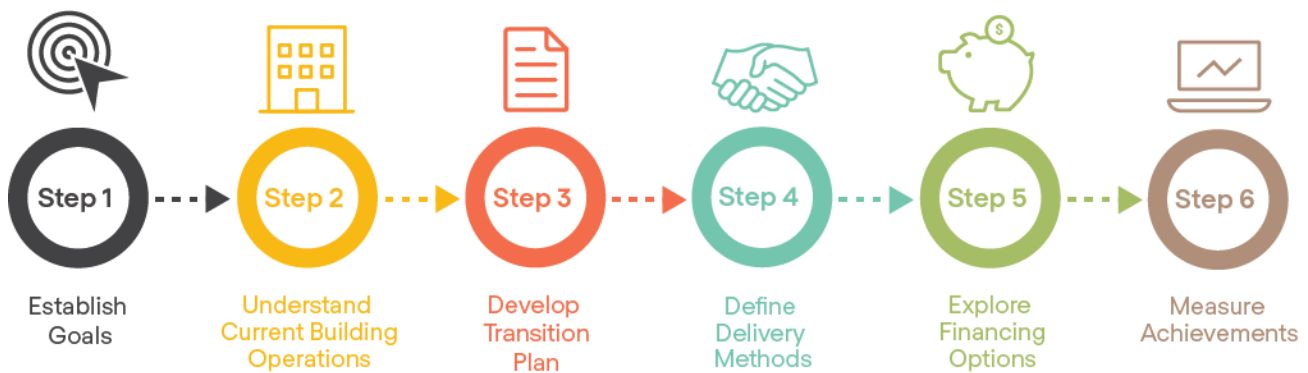 $
Step 1
Step 2
Step 3
Step 4
Step 5
Step 6
Establish
Goals
Understand
Current Building
Operations
Develop
Transition
Plan
Define
Delivery
Methods
Explore
Financing
Options
Measure
Achievements